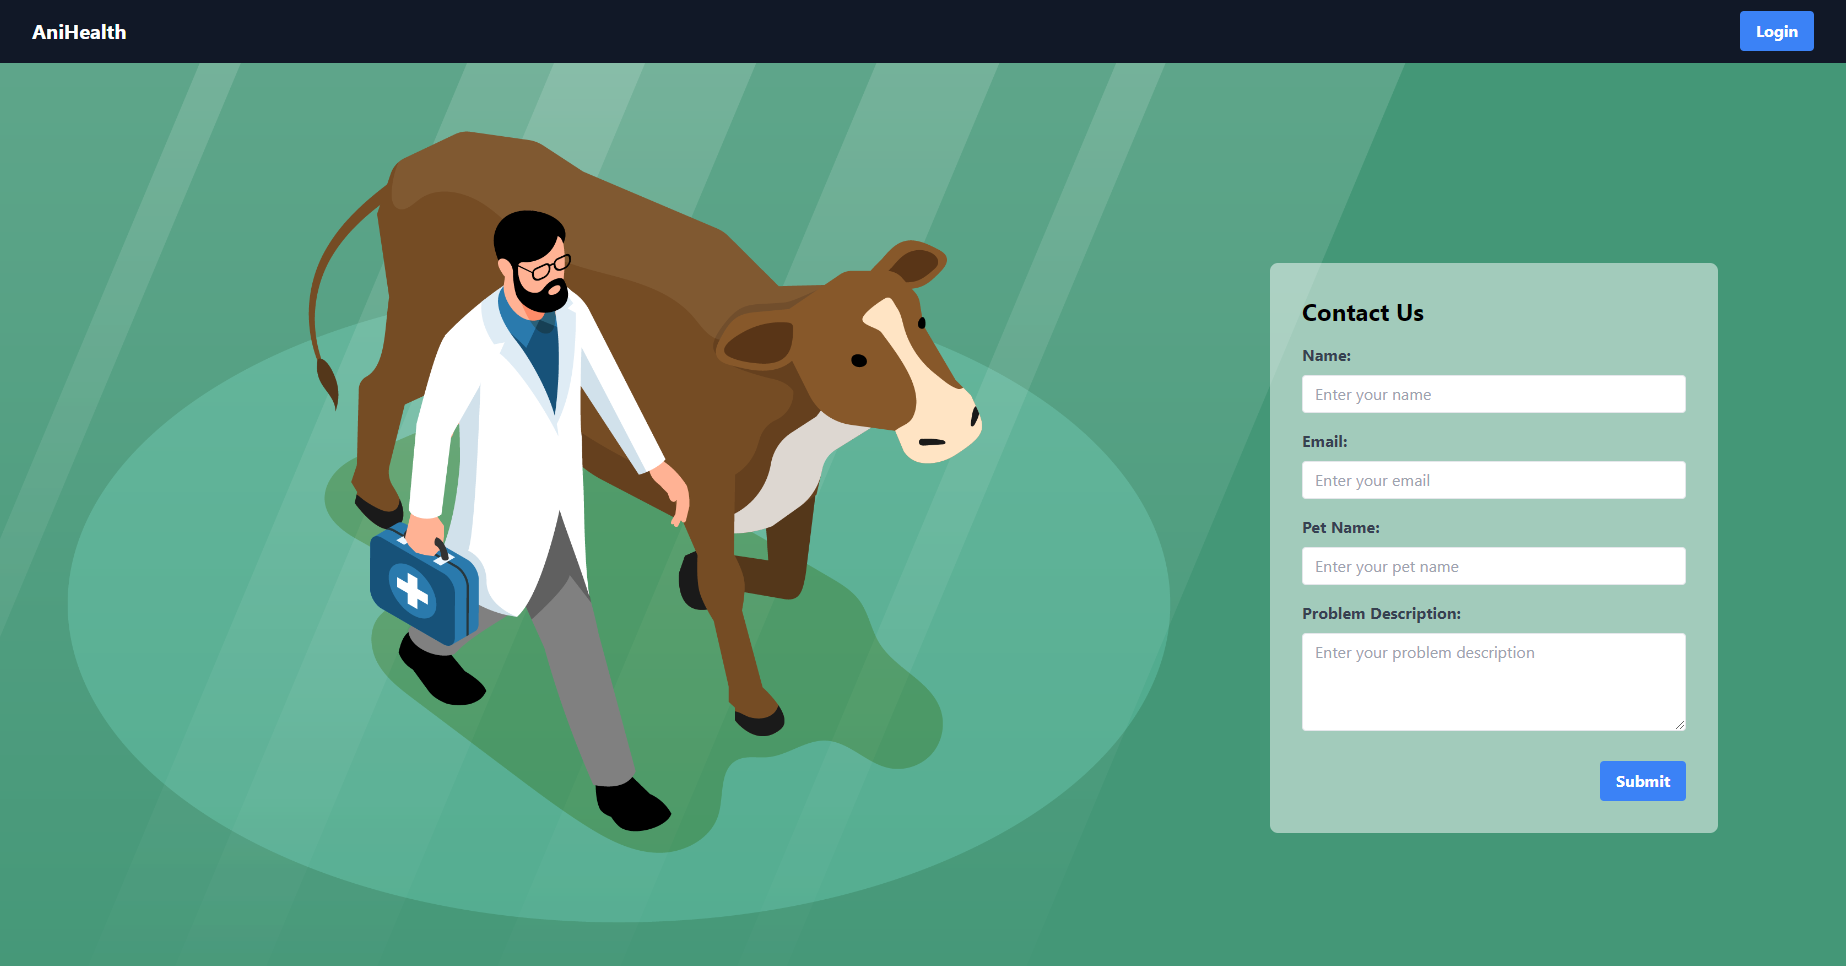 AniHealth
Login
Contact Us
Name:
Enter your name
Email:
Enter your email
Pet Name:
Enter your pet name
Problem Description:
Enter your problem description
Submit